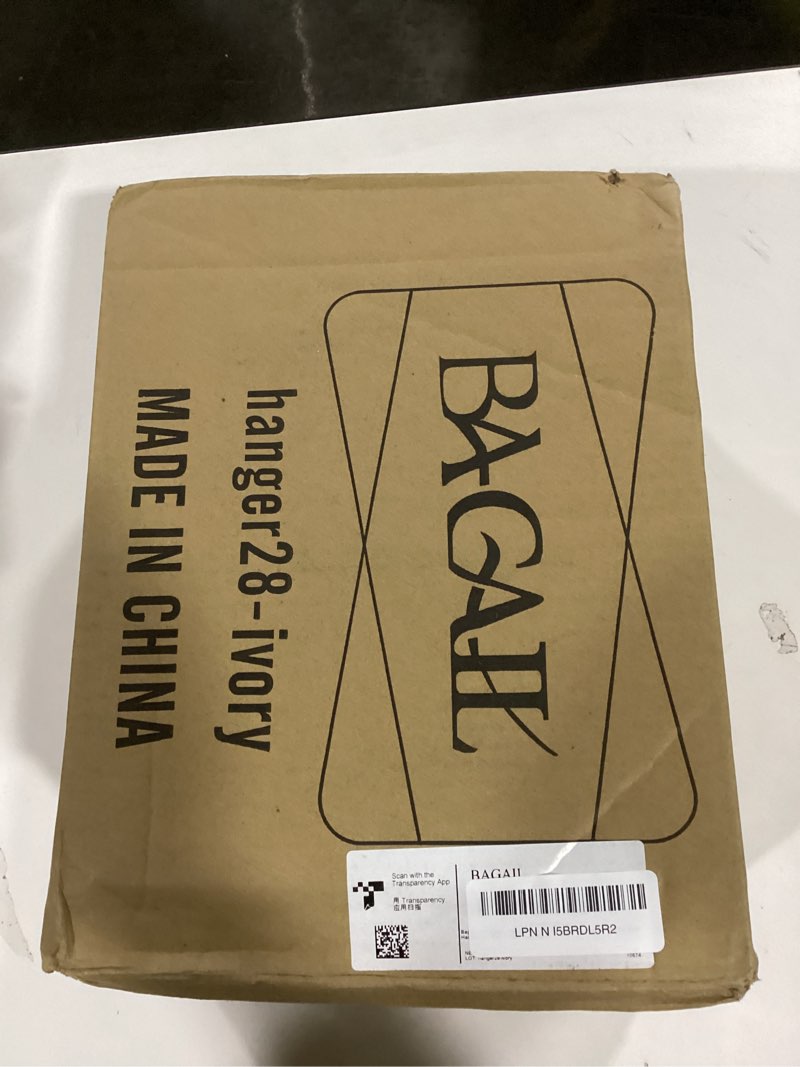 BAGAIL
hanger28-ivory
MADE IN CHINA
Scan with the
Transparency App
用 Transparency
应用扫描
BAGAIL
LPN N I5BRDL5R2
LOT: